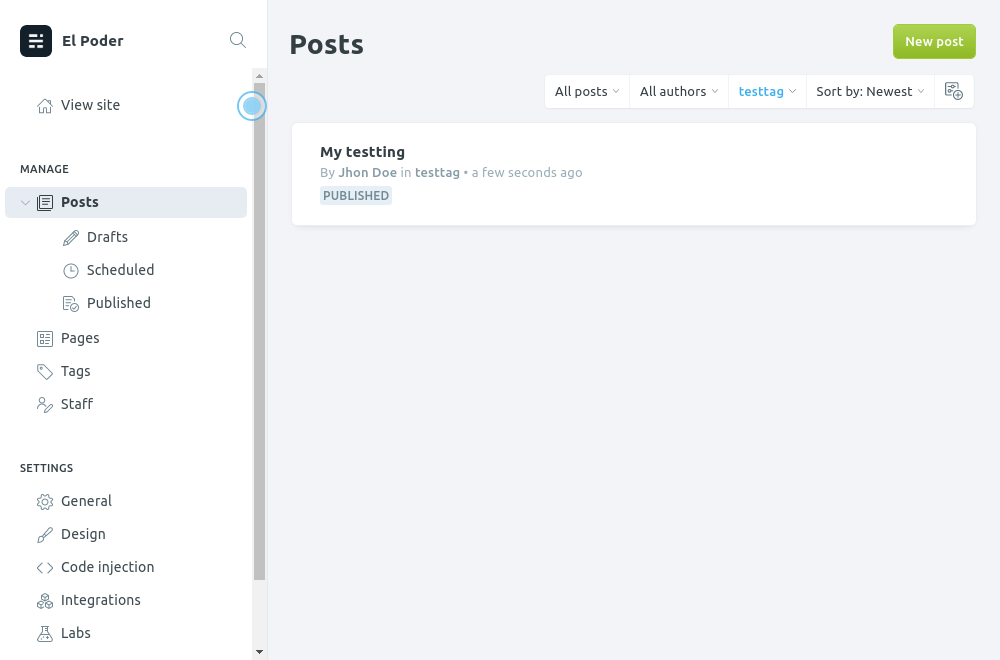 El Poder
View site
MANAGE
Posts
Drafts
Scheduled
Published
Pages
Tags
Staff
SETTINGS
General
Design
Code injection
Integrations
Labs
Posts
New post
All posts All authors testtag Sort by: Newest
My testting
By Jhon Doe in testtag • a few seconds ago
PUBLISHED